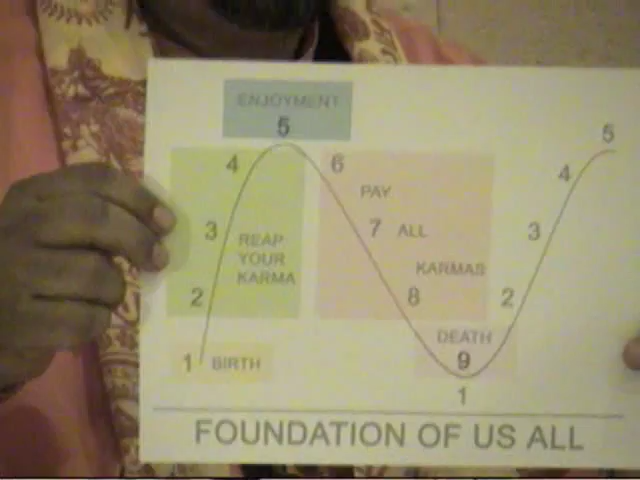 ENJOYMENT
5
5
4
6
4
PAY
3
7 ALL
3
REAP
YOUR
KARMA
KARMAS
2
8
2
DEATH
9
1 BIRTH
1
FOUNDATION OF US ALL